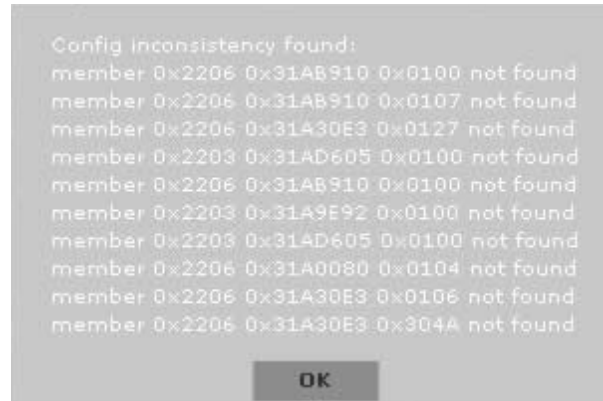 Config inconsistency found:
member 0x2206 0x31AB910 0x0100 not found
member 0x2206 0x31AB910 0x0107 not found
member 0x2206 0x31A30E3 0x0127 not found
member 0x2203 0x31AD605 0x0100 not found
member 0x2206 0x31AB910 0x0100 not found
member 0x2203 0x31A9E92 0x0100 not found
member 0x2203 0x31AD605 0x0100 not found
member 0x2206 0x31A0080 0x0104 not found
member 0x2206 0x31A30E3 0x0106 not found
member 0x2206 0x31A30E3 0x304A not found
OK